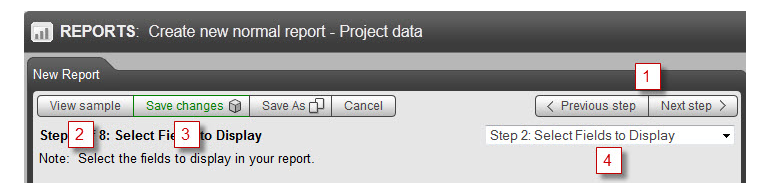 REPORTS: Create new normal report - Project data
New Report
1
View sample Save changes Save As Cancel Previous step Next step
2 3
Step of 8: Select Fie to Display Step 2: Select Fields to Display
4
Note: Select the fields to display in your report.